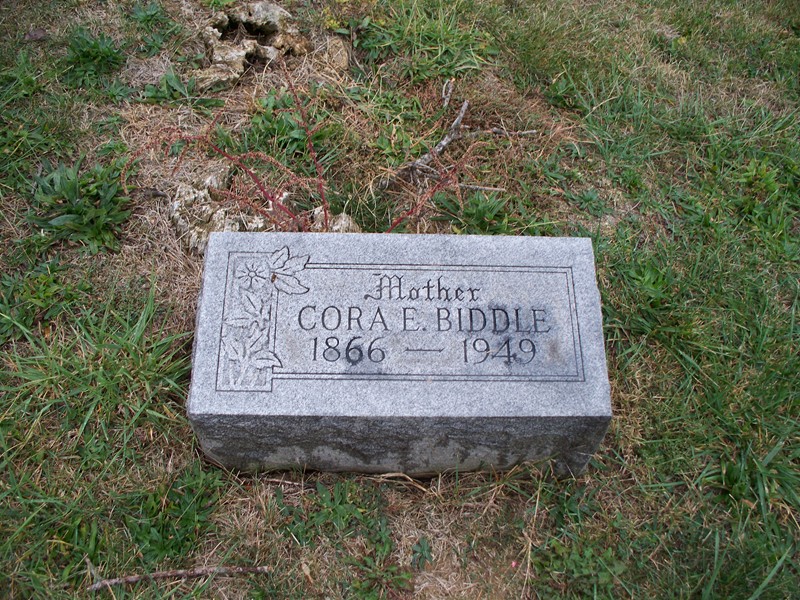 Mother
CORA E. BIDDLE
1866 — 1949